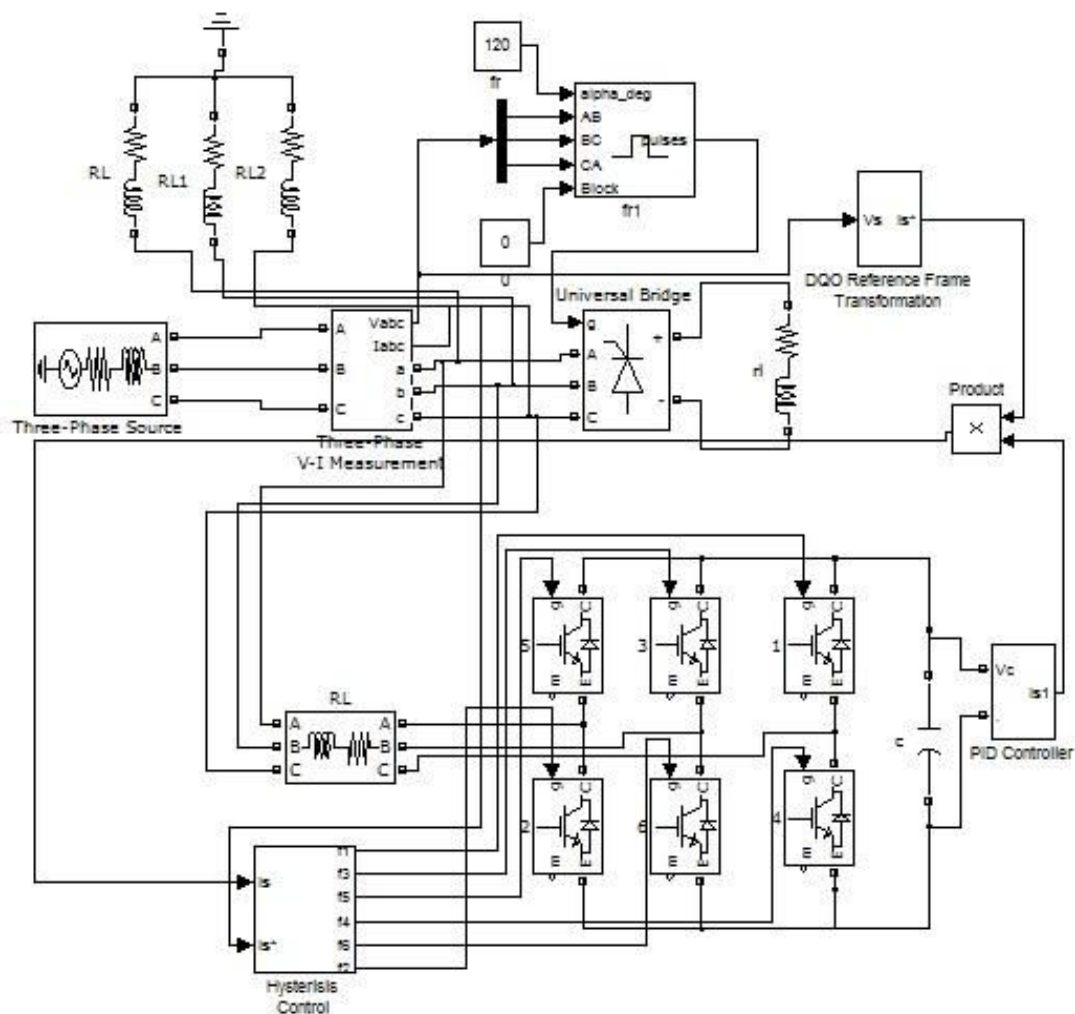 120
fr
alpha_deg
AB
BC
CA
Block
pulses
fr1
RL
RL1
RL2
0
0
Vs
Is*
DQO Reference Frame
Transformation
Universal Bridge
g
A
B
C
+
-
rl
A
B
C
Three-Phase Source
A
B
C
Vabc
Iabc
a
b
c
Three-Phase
V-I Measurement
Product
×
g
C
m
E
5
g
C
m
E
3
g
C
m
E
1
Vc
-
Is1
PID Controller
c
RL
A
B
C
A
B
C
g
C
m
E
2
g
C
m
E
6
g
C
m
E
4
Is
Is*
f1
f3
f5
f4
f6
f2
Hysterisis
Control